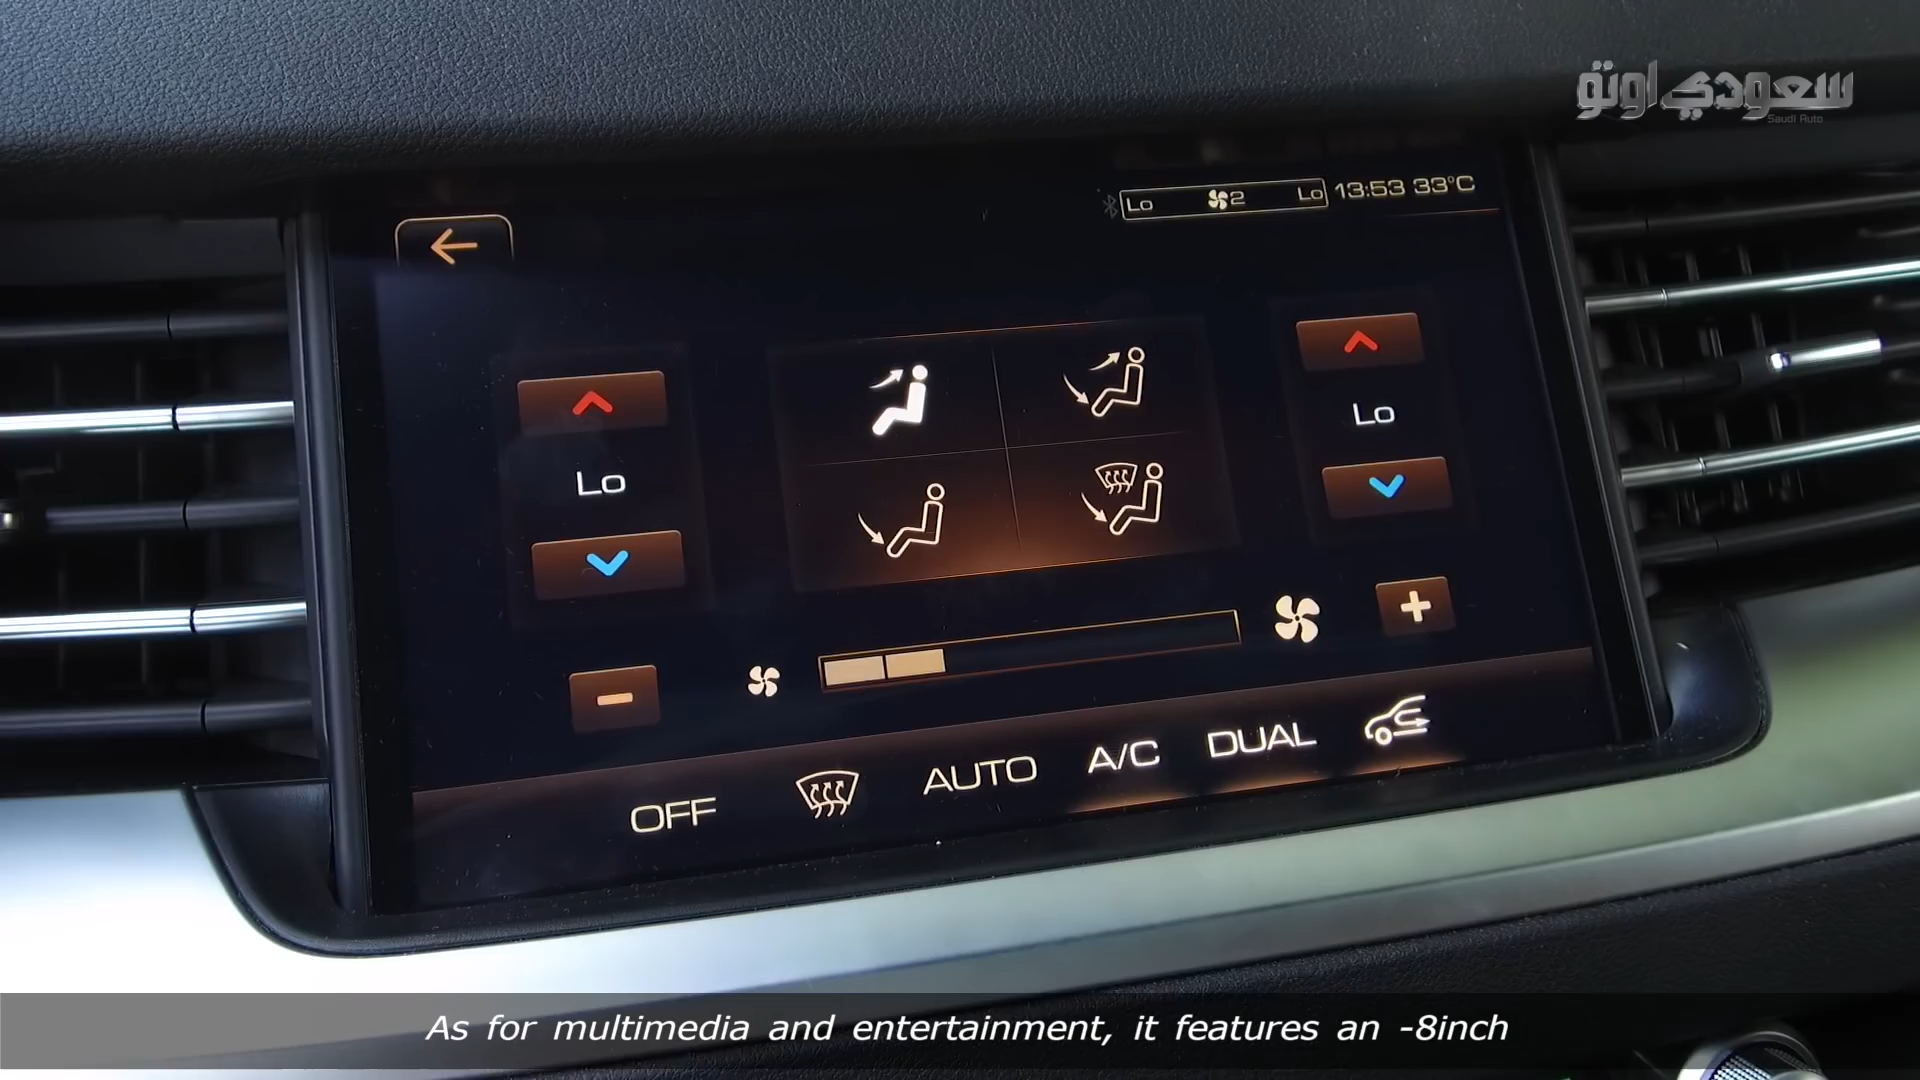 سعودي اوتو
Saudi Auto
Lo 2 Lo 13:53 33°C
Lo
Lo
OFF AUTO A/C DUAL
As for multimedia and entertainment, it features an -8inch